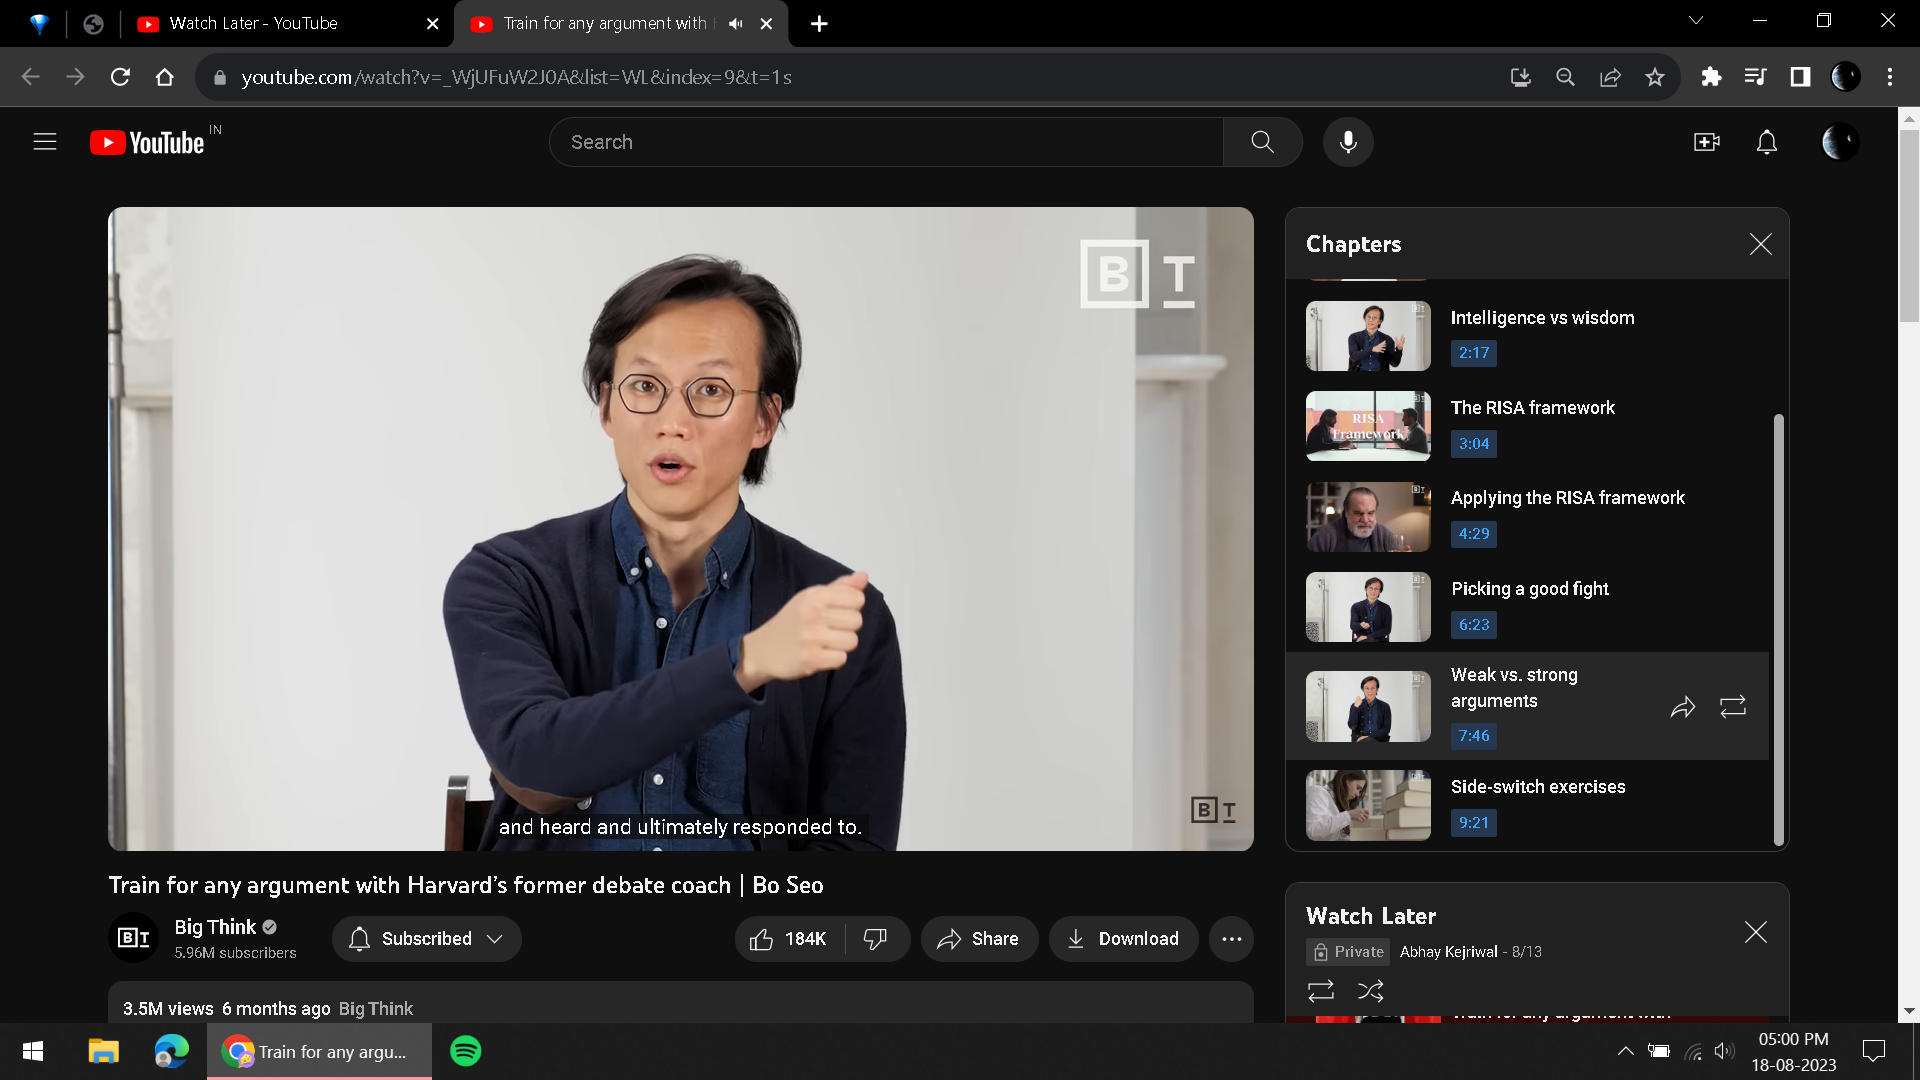 Watch Later - YouTube
Train for any argument with
youtube.com/watch?v=_WjUFuW2J0A&list=WL&index=9&t=1s
YouTube IN
Search
B T
and heard and ultimately responded to.
B T
Chapters
Intelligence vs wisdom
2:17
RISA
Framework
The RISA framework
3:04
Applying the RISA framework
4:29
Picking a good fight
6:23
Weak vs. strong
arguments
7:46
Side-switch exercises
9:21
Train for any argument with Harvard's former debate coach | Bo Seo
BT
Big Think
5.96M subscribers
Subscribed
184K
Share
Download
3.5M views 6 months ago Big Think
Watch Later
Private Abhay Kejriwal - 8/13
Train for any argument with
Train for any argu...
05:00 PM
18-08-2023